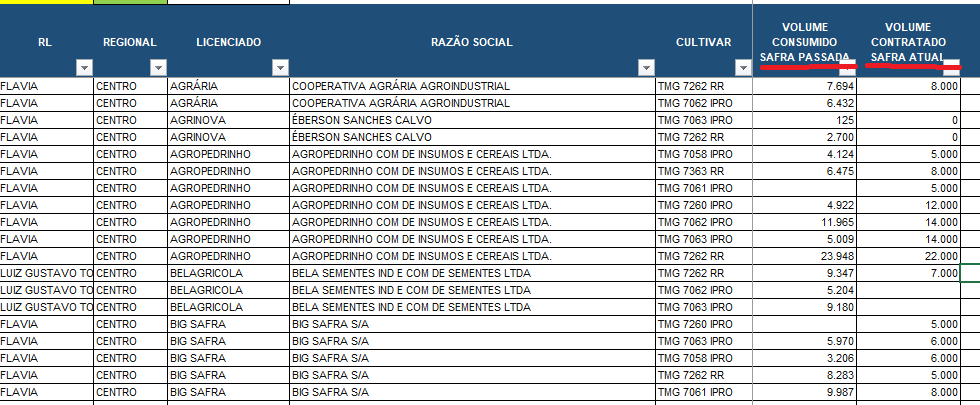 RL REGIONAL LICENCIADO RAZÃO SOCIAL CULTIVAR VOLUME CONSUMIDO SAFRA PASSADA VOLUME CONTRATADO SAFRA ATUAL
FLAVIA CENTRO AGRÁRIA COOPERATIVA AGRÁRIA AGROINDUSTRIAL TMG 7262 RR 7.694 8.000
FLAVIA CENTRO AGRÁRIA COOPERATIVA AGRÁRIA AGROINDUSTRIAL TMG 7062 IPRO 6.432
FLAVIA CENTRO AGRINOVA ÉBERSON SANCHES CALVO TMG 7063 IPRO 125 0
FLAVIA CENTRO AGRINOVA ÉBERSON SANCHES CALVO TMG 7262 RR 2.700 0
FLAVIA CENTRO AGROPEDRINHO AGROPEDRINHO COM DE INSUMOS E CEREAIS LTDA. TMG 7058 IPRO 4.124 5.000
FLAVIA CENTRO AGROPEDRINHO AGROPEDRINHO COM DE INSUMOS E CEREAIS LTDA. TMG 7363 RR 6.475 8.000
FLAVIA CENTRO AGROPEDRINHO AGROPEDRINHO COM DE INSUMOS E CEREAIS LTDA. TMG 7061 IPRO 5.000
FLAVIA CENTRO AGROPEDRINHO AGROPEDRINHO COM DE INSUMOS E CEREAIS LTDA. TMG 7260 IPRO 4.922 12.000
FLAVIA CENTRO AGROPEDRINHO AGROPEDRINHO COM DE INSUMOS E CEREAIS LTDA. TMG 7062 IPRO 11.965 14.000
FLAVIA CENTRO AGROPEDRINHO AGROPEDRINHO COM DE INSUMOS E CEREAIS LTDA. TMG 7063 IPRO 5.009 14.000
FLAVIA CENTRO AGROPEDRINHO AGROPEDRINHO COM DE INSUMOS E CEREAIS LTDA. TMG 7262 RR 23.948 22.000
LUIZ GUSTAVO TO CENTRO BELAGRICOLA BELA SEMENTES IND E COM DE SEMENTES LTDA TMG 7262 RR 9.347 7.000
LUIZ GUSTAVO TO CENTRO BELAGRICOLA BELA SEMENTES IND E COM DE SEMENTES LTDA TMG 7062 IPRO 5.204
LUIZ GUSTAVO TO CENTRO BELAGRICOLA BELA SEMENTES IND E COM DE SEMENTES LTDA TMG 7063 IPRO 9.180
FLAVIA CENTRO BIG SAFRA BIG SAFRA S/A TMG 7260 IPRO 5.000
FLAVIA CENTRO BIG SAFRA BIG SAFRA S/A TMG 7063 IPRO 5.970 6.000
FLAVIA CENTRO BIG SAFRA BIG SAFRA S/A TMG 7058 IPRO 3.206 6.000
FLAVIA CENTRO BIG SAFRA BIG SAFRA S/A TMG 7262 RR 8.283 5.000
FLAVIA CENTRO BIG SAFRA BIG SAFRA S/A TMG 7061 IPRO 9.987 8.000